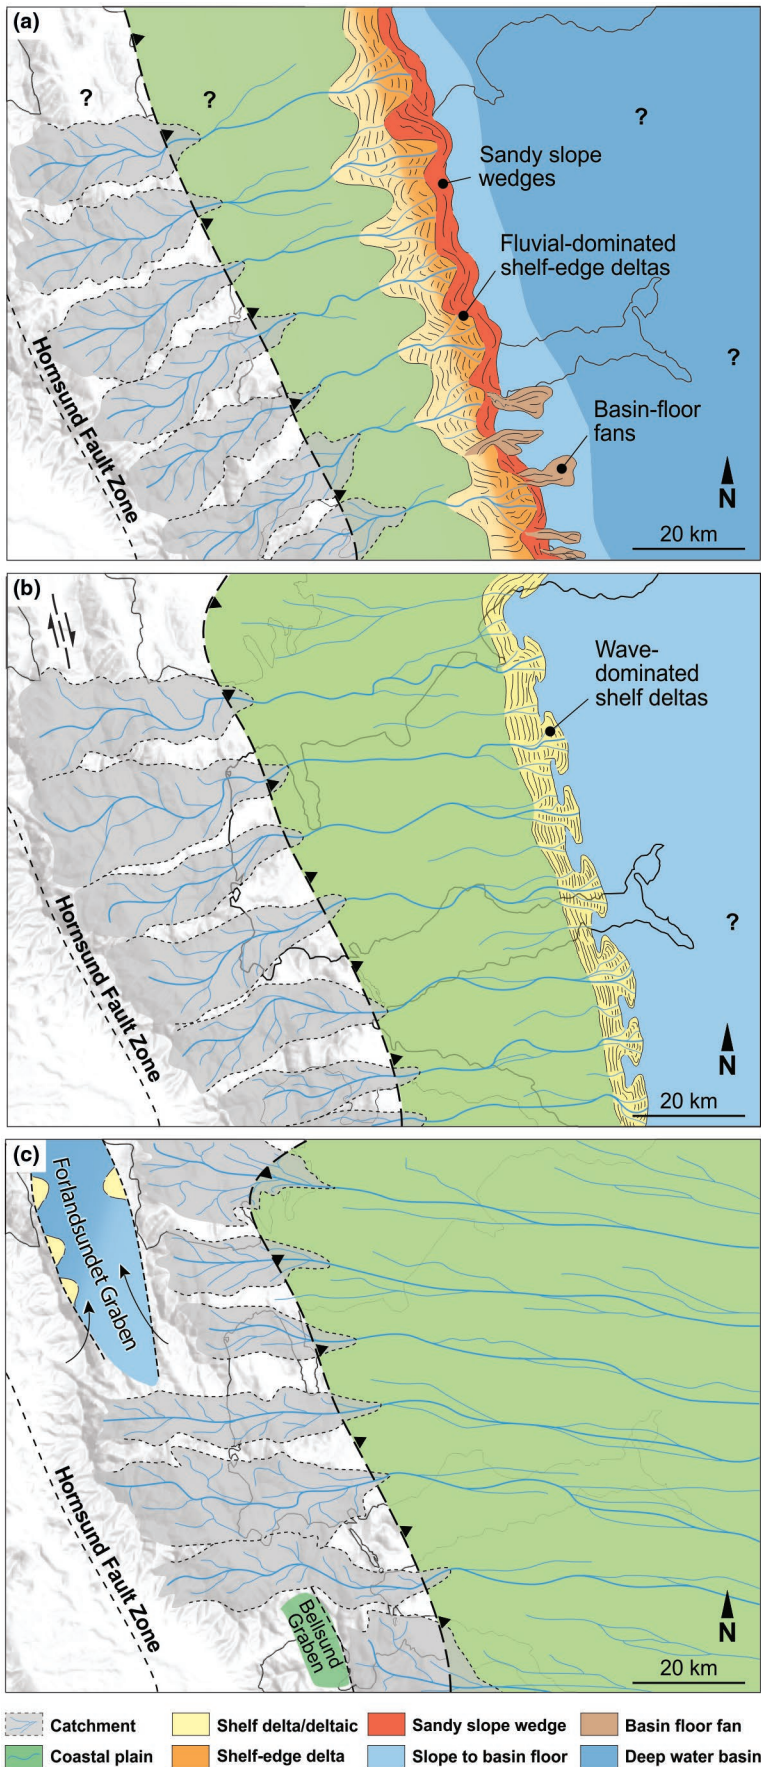 (a)
?
?
?
Sandy slope
wedges
Fluvial-dominated
shelf-edge deltas
?
Hornsund Fault Zone
Basin-floor
fans
N
20 km
(b)
Wave-
dominated
shelf deltas
Hornsund Fault Zone
?
N
20 km
(c)
Forlandsundet Graben
Hornsund Fault Zone
Bellsund
Graben
N
20 km
Catchment
Shelf delta/deltaic
Sandy slope wedge
Basin floor fan
Coastal plain
Shelf-edge delta
Slope to basin floor
Deep water basin